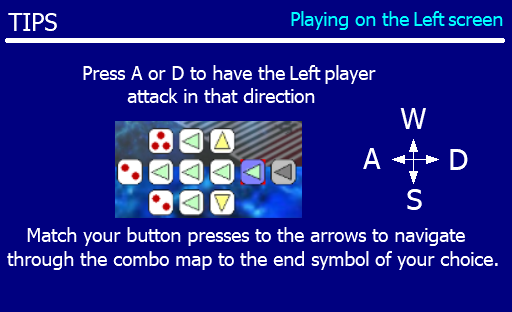 TIPS
Playing on the Left screen
Press A or D to have the Left player
attack in that direction
W
A
D
S
Match your button presses to the arrows to navigate
through the combo map to the end symbol of your choice.